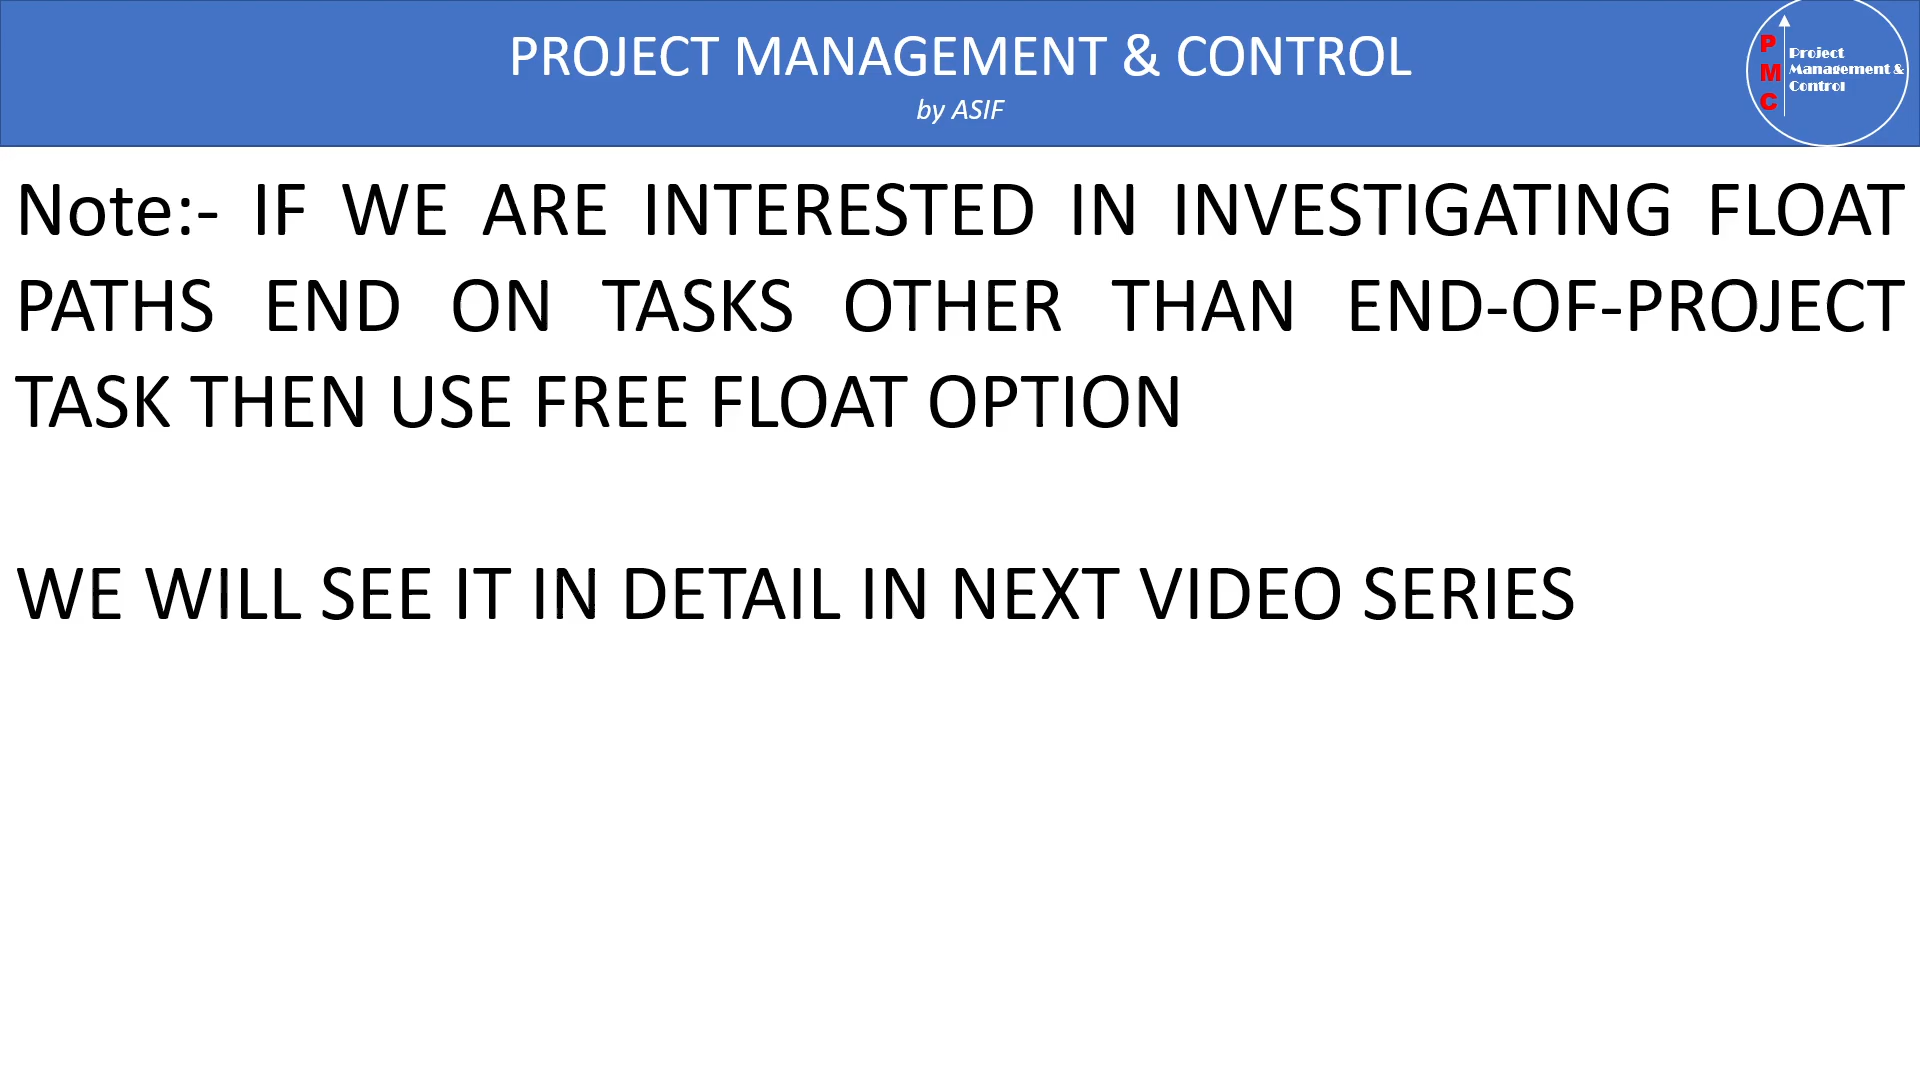 PROJECT MANAGEMENT & CONTROL
by ASIF
P
M
C
Project
Management &
Control
Note:- IF WE ARE INTERESTED IN INVESTIGATING FLOAT
PATHS END ON TASKS OTHER THAN END-OF-PROJECT
TASK THEN USE FREE FLOAT OPTION
WE WILL SEE IT IN DETAIL IN NEXT VIDEO SERIES